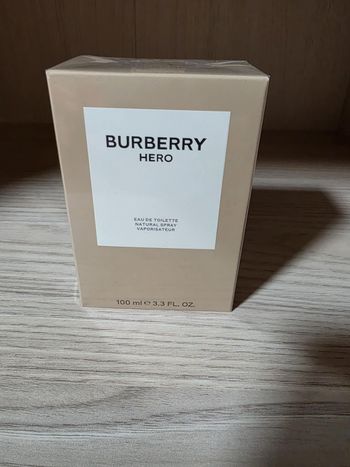 BURBERRY
HERO
EAU DE TOILETTE
NATURAL SPRAY
VAPORISATEUR
100 ml ℮ 3.3 FL. OZ.